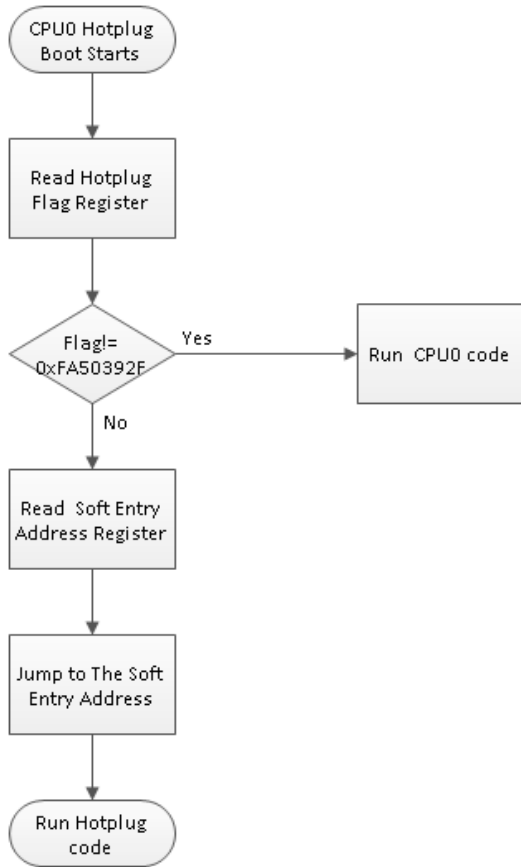 CPU0 Hotplug
Boot Starts
Read Hotplug
Flag Register
Flag!=
0xFA50392F
Yes
Run CPU0 code
No
Read Soft Entry
Address Register
Jump to The Soft
Entry Address
Run Hotplug
code